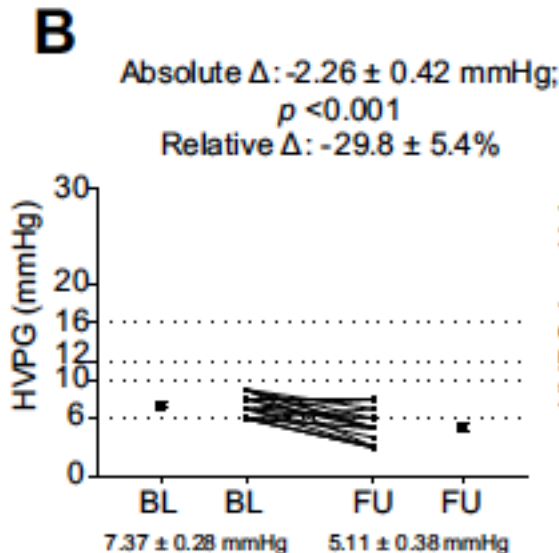 B
Absolute Δ: -2.26 ± 0.42 mmHg;
p <0.001
Relative Δ: -29.8 ± 5.4%
HVPG (mmHg)
30
20
16
12
10
6
0
BL BL FU FU
7.37 ± 0.28 mmHg 5.11 ± 0.38 mmHg